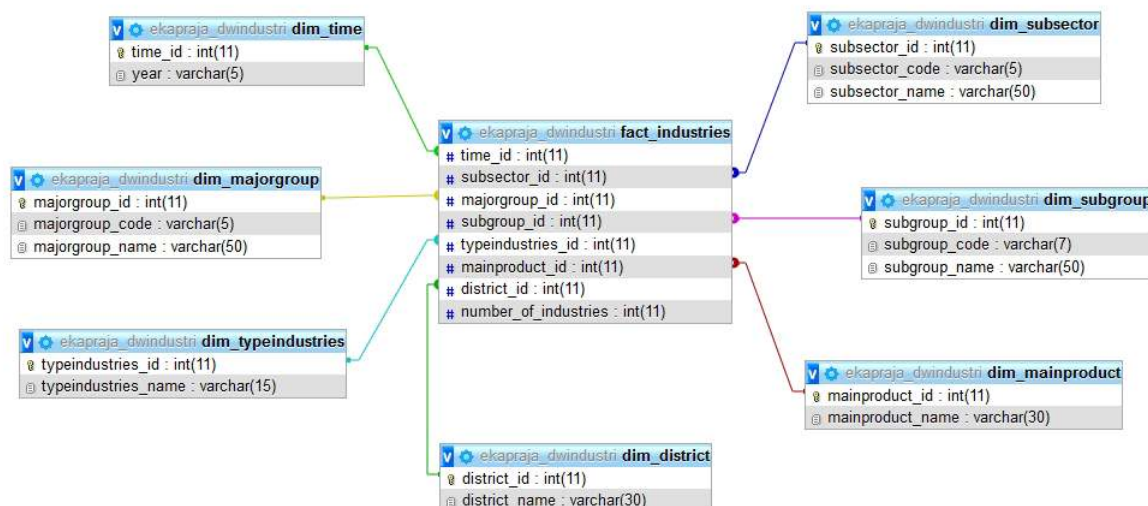 ekapraja_dwindustri dim_time
time_id : int(11)
year : varchar(5)
ekapraja_dwindustri dim_subsector
subsector_id : int(11)
subsector_code : varchar(5)
subsector_name : varchar(50)
ekapraja_dwindustri fact_industries
# time_id : int(11)
# subsector_id : int(11)
# majorgroup_id : int(11)
# subgroup_id : int(11)
# typeindustries_id : int(11)
# mainproduct_id : int(11)
# district_id : int(11)
# number_of_industries : int(11)
ekapraja_dwindustri dim_majorgroup
majorgroup_id : int(11)
majorgroup_code : varchar(5)
majorgroup_name : varchar(50)
ekapraja_dwindustri dim_subgroup
subgroup_id : int(11)
subgroup_code : varchar(7)
subgroup_name : varchar(50)
ekapraja_dwindustri dim_typeindustries
typeindustries_id : int(11)
typeindustries_name : varchar(15)
ekapraja_dwindustri dim_mainproduct
mainproduct_id : int(11)
mainproduct_name : varchar(30)
ekapraja_dwindustri dim_district
district_id : int(11)
district_name : varchar(30)